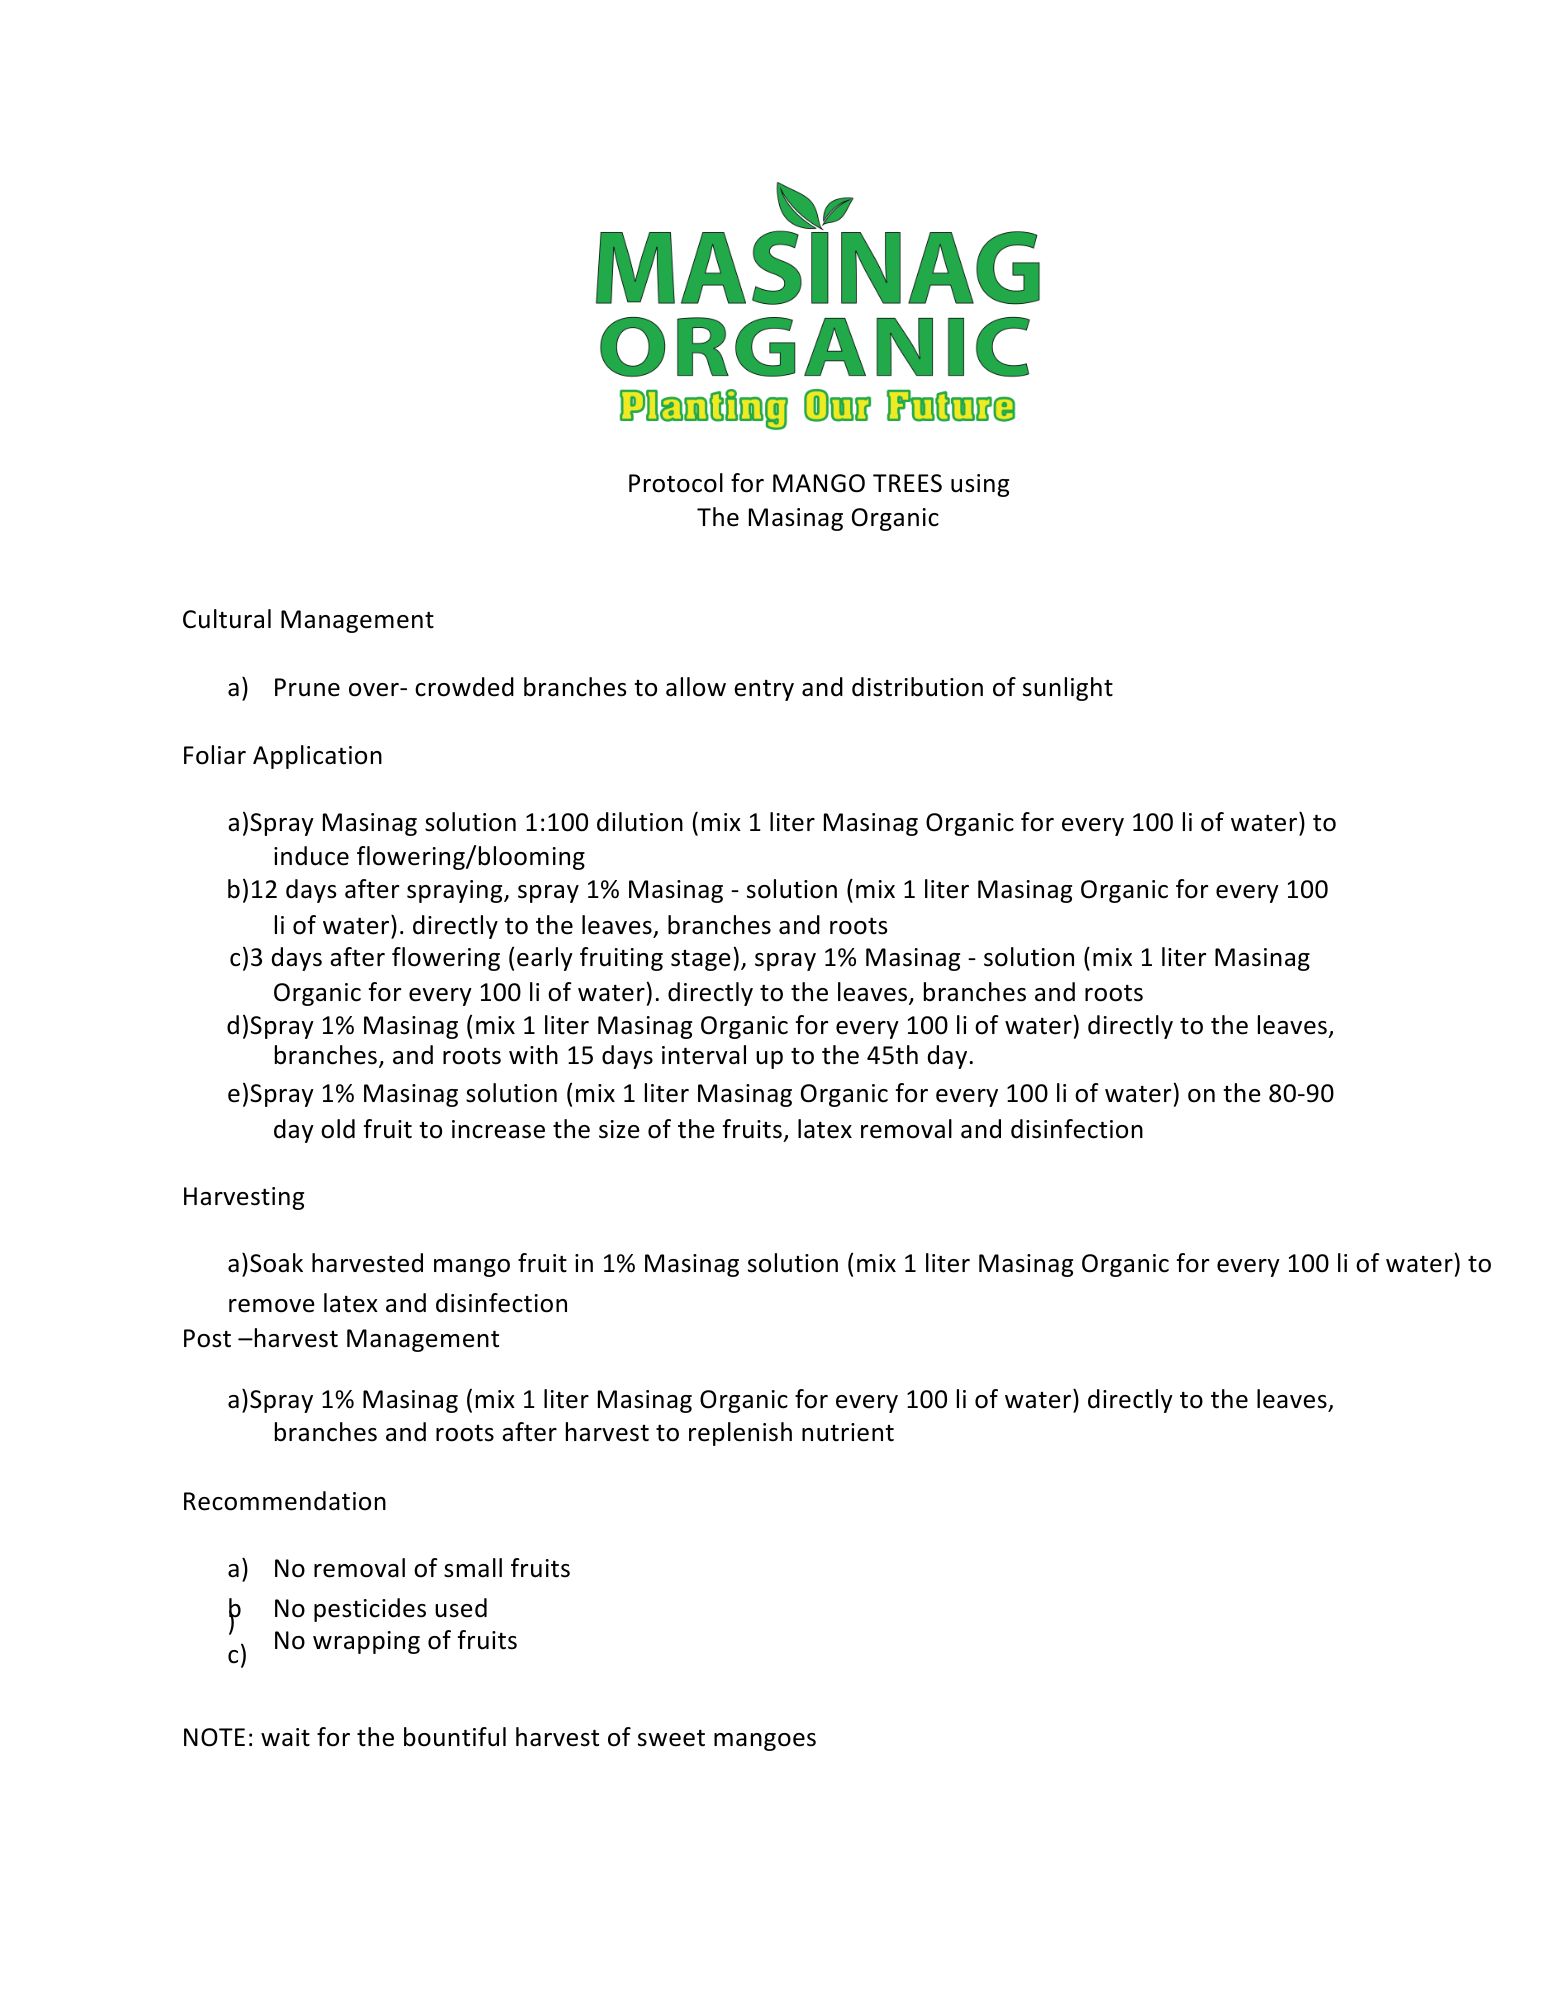 MASINAG
ORGANIC
Planting Our Future
Protocol for MANGO TREES using
The Masinag Organic
Cultural Management
a) Prune over- crowded branches to allow entry and distribution of sunlight
Foliar Application
a)Spray Masinag solution 1:100 dilution (mix 1 liter Masinag Organic for every 100 li of water) to
induce flowering/blooming
b)12 days after spraying, spray 1% Masinag - solution (mix 1 liter Masinag Organic for every 100
li of water). directly to the leaves, branches and roots
c)3 days after flowering (early fruiting stage), spray 1% Masinag - solution (mix 1 liter Masinag
Organic for every 100 li of water). directly to the leaves, branches and roots
d)Spray 1% Masinag (mix 1 liter Masinag Organic for every 100 li of water) directly to the leaves,
branches, and roots with 15 days interval up to the 45th day.
e)Spray 1% Masinag solution (mix 1 liter Masinag Organic for every 100 li of water) on the 80-90
day old fruit to increase the size of the fruits, latex removal and disinfection
Harvesting
a)Soak harvested mango fruit in 1% Masinag solution (mix 1 liter Masinag Organic for every 100 li of water) to
remove latex and disinfection
Post –harvest Management
a)Spray 1% Masinag (mix 1 liter Masinag Organic for every 100 li of water) directly to the leaves,
branches and roots after harvest to replenish nutrient
Recommendation
a) No removal of small fruits
b) No pesticides used
c) No wrapping of fruits
NOTE: wait for the bountiful harvest of sweet mangoes